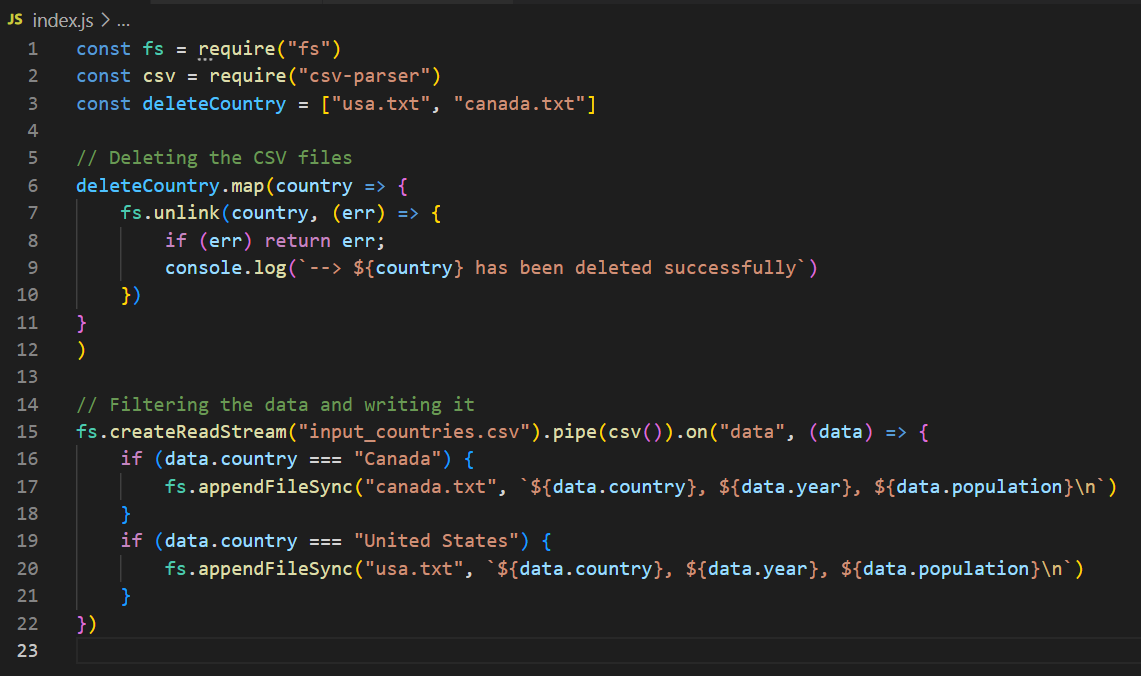 JS index.js > ...
1 const fs = require("fs")
2 const csv = require("csv-parser")
3 const deleteCountry = ["usa.txt", "canada.txt"]
4
5 // Deleting the CSV files
6 deleteCountry.map(country => {
7     fs.unlink(country, (err) => {
8         if (err) return err;
9         console.log(`--> ${country} has been deleted successfully`)
10     })
11 }
12 )
13
14 // Filtering the data and writing it
15 fs.createReadStream("input_countries.csv").pipe(csv()).on("data", (data) => {
16     if (data.country === "Canada") {
17         fs.appendFileSync("canada.txt", `${data.country}, ${data.year}, ${data.population}\n`)
18     }
19     if (data.country === "United States") {
20         fs.appendFileSync("usa.txt", `${data.country}, ${data.year}, ${data.population}\n`)
21     }
22 })
23